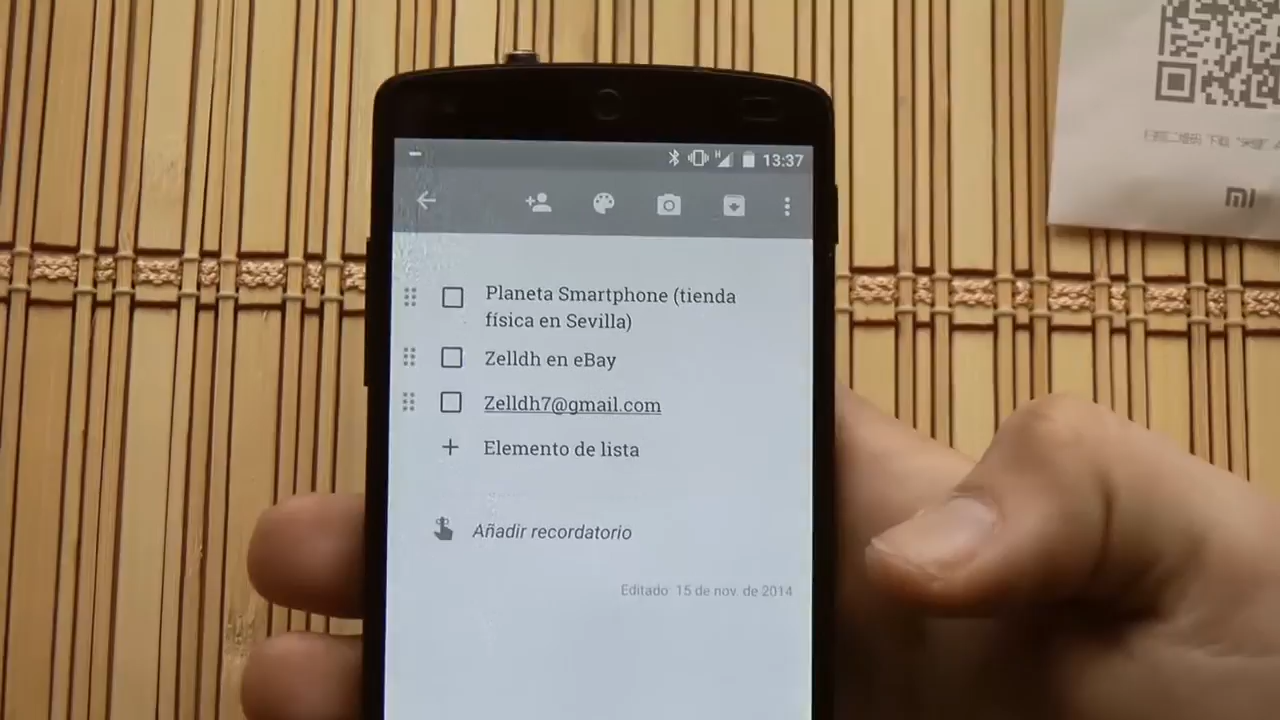 H
13:37
Planeta Smartphone (tienda
física en Sevilla)
Zelldh en eBay
Zelldh7@gmail.com
Elemento de lista
Añadir recordatorio
Editado 15 de nov. de 2014
mi